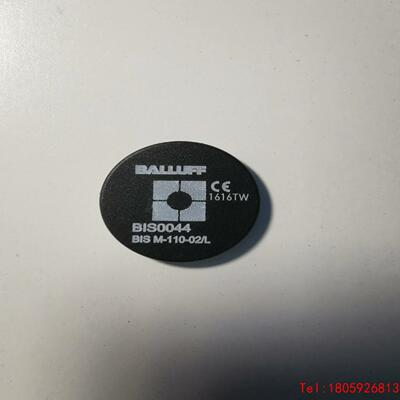 BALLUFF
CE
1616TW
BIS0044
BIS M-110-02/L
Tel:1805926813